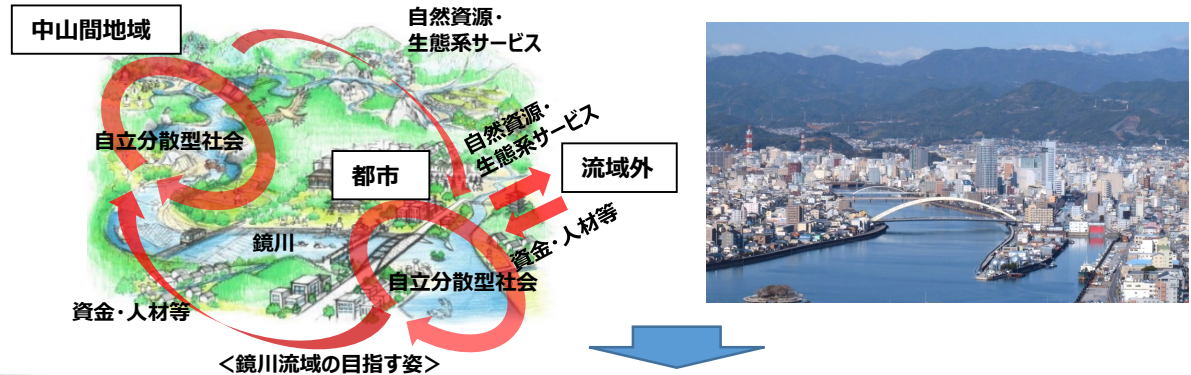 中山間地域
自然資源・
生態系サービス
自立分散型社会
自然資源・
生態系サービス
都市
流域外
鏡川
資金・人材等
自立分散型社会
資金・人材等
<鏡川流域の目指す姿>